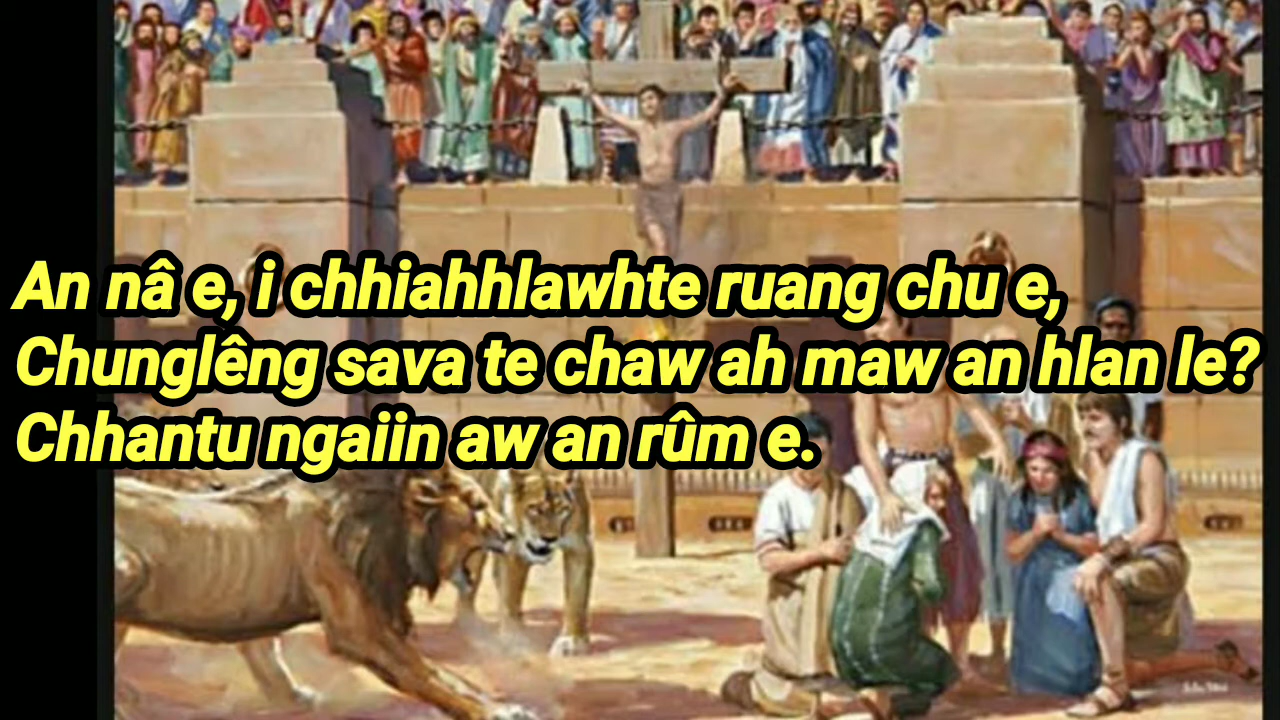 An nâ e, i chhiahhlawhte ruang chu e,
Chunglêng sava te chaw ah maw an hlan le?
Chhantu ngaiin aw an rûm e.